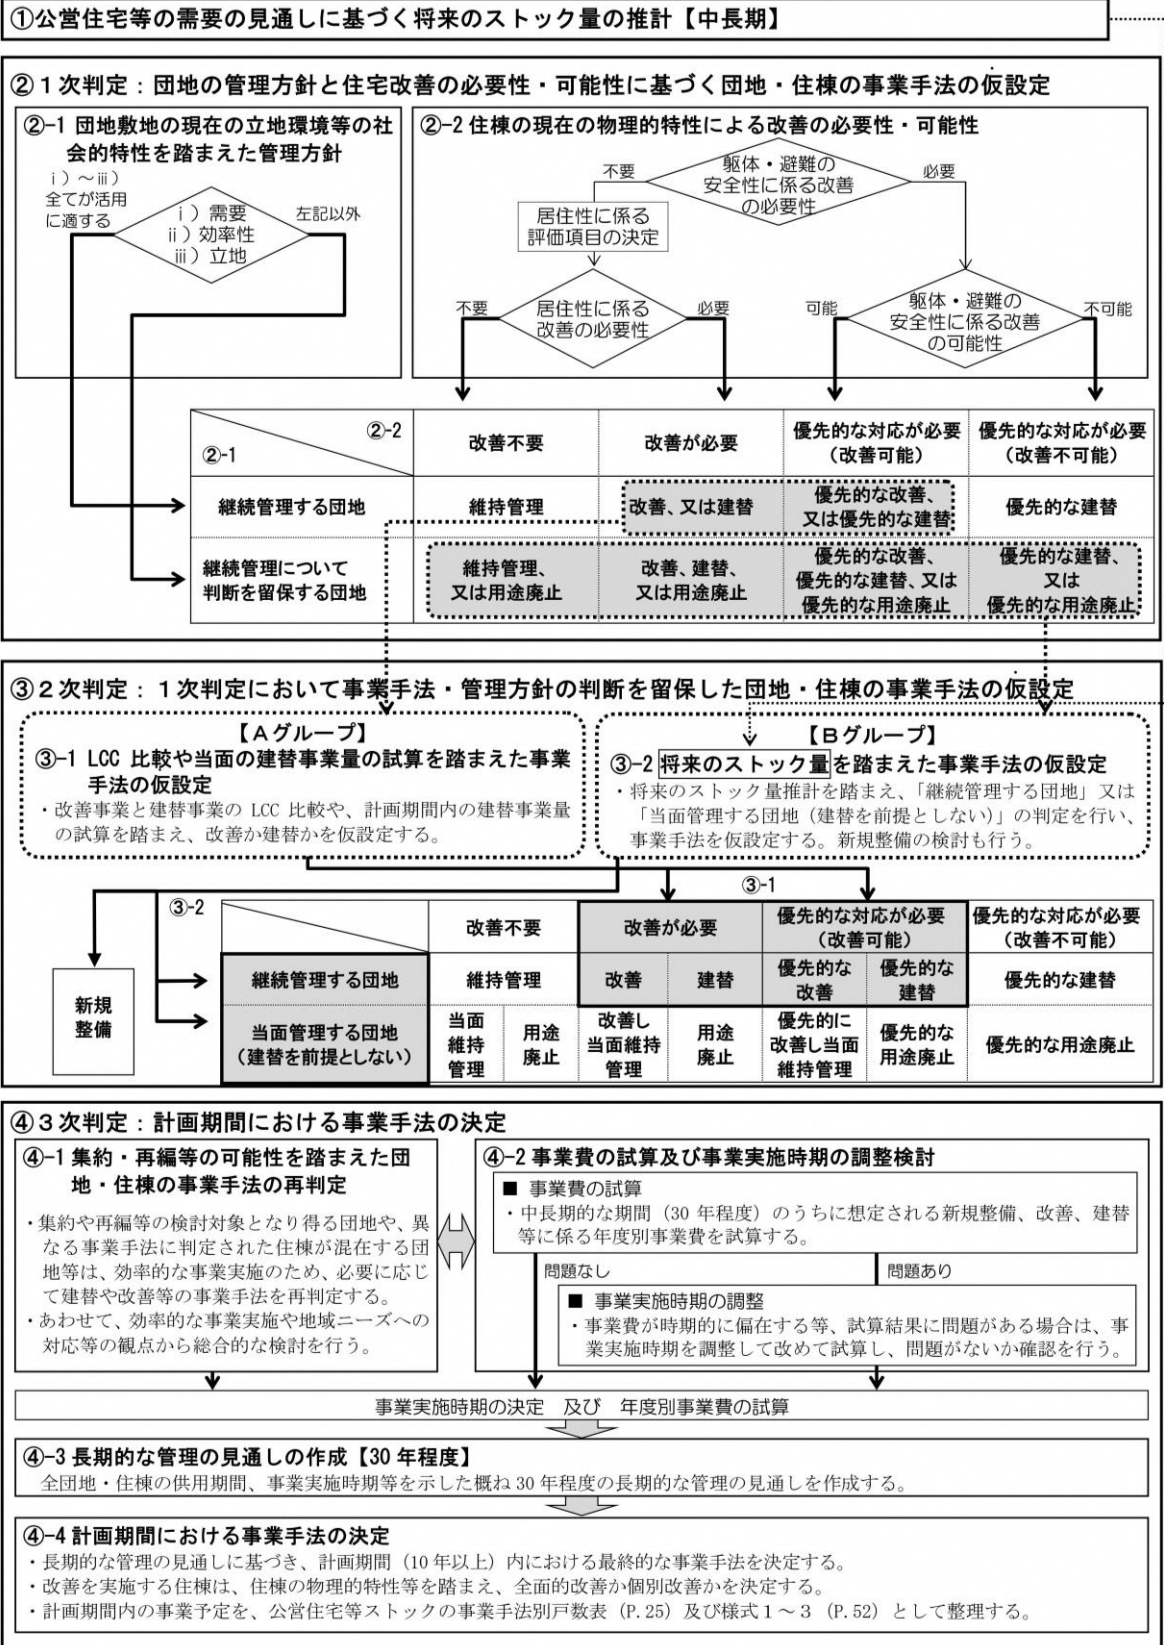 ①公営住宅等の需要の見通しに基づく将来のストック量の推計【中長期】
②１次判定：団地の管理方針と住宅改善の必要性・可能性に基づく団地・住棟の事業手法の仮設定
②-1 団地敷地の現在の立地環境等の社
会的特性を踏まえた管理方針
ⅰ）～ⅲ）
全てが活用
に適する
ⅰ）需要
ⅱ）効率性
ⅲ）立地
左記以外
②-2 住棟の現在の物理的特性による改善の必要性・可能性
不要
躯体・避難の
安全性に係る改善
の必要性
必要
居住性に係る
評価項目の決定
不要
居住性に係る
改善の必要性
必要
可能
躯体・避難の
安全性に係る改善
の可能性
不可能
②-2
②-1
改善不要
改善が必要
優先的な対応が必要
（改善可能）
優先的な対応が必要
（改善不可能）
継続管理する団地
維持管理
改善、又は建替
優先的な改善、
又は優先的な建替
優先的な建替
継続管理について
判断を留保する団地
維持管理、
又は用途廃止
改善、建替、
又は用途廃止
優先的な改善、
優先的な建替、又は
優先的な用途廃止
優先的な建替、
又は
優先的な用途廃止
③２次判定：１次判定において事業手法・管理方針の判断を留保した団地・住棟の事業手法の仮設定
【Ａグループ】
③-1 LCC 比較や当面の建替事業量の試算を踏まえた事業
手法の仮設定
・改善事業と建替事業の LCC 比較や、計画期間内の建替事業量
の試算を踏まえ、改善か建替かを仮設定する。
【Ｂグループ】
③-2 将来のストック量を踏まえた事業手法の仮設定
・将来のストック量推計を踏まえ、「継続管理する団地」又は
「当面管理する団地（建替を前提としない）」の判定を行い、
事業手法を仮設定する。新規整備の検討も行う。
③-1
③-2
改善不要
改善が必要
優先的な対応が必要
（改善可能）
優先的な対応が必要
（改善不可能）
新規
整備
継続管理する団地
維持管理
改善
建替
優先的な
改善
優先的な
建替
優先的な建替
当面管理する団地
（建替を前提としない）
当面
維持
管理
用途
廃止
改善し
当面維持
管理
用途
廃止
優先的に
改善し当面
維持管理
優先的な
用途廃止
優先的な用途廃止
④３次判定：計画期間における事業手法の決定
④-1 集約・再編等の可能性を踏まえた団
地・住棟の事業手法の再判定
・集約や再編等の検討対象となり得る団地や、異
なる事業手法に判定された住棟が混在する団
地等は、効率的な事業実施のため、必要に応じ
て建替や改善等の事業手法を再判定する。
・あわせて、効率的な事業実施や地域ニーズへの
対応等の観点から総合的な検討を行う。
④-2 事業費の試算及び事業実施時期の調整検討
■ 事業費の試算
・中長期的な期間（30 年程度）のうちに想定される新規整備、改善、建替
等に係る年度別事業費を試算する。
問題なし
問題あり
■ 事業実施時期の調整
・事業費が時期的に偏在する等、試算結果に問題がある場合は、事
業実施時期を調整して改めて試算し、問題がないか確認を行う。
事業実施時期の決定　及び　年度別事業費の試算
④-3 長期的な管理の見通しの作成【30 年程度】
全団地・住棟の供用期間、事業実施時期等を示した概ね 30 年程度の長期的な管理の見通しを作成する。
④-4 計画期間における事業手法の決定
・長期的な管理の見通しに基づき、計画期間（10 年以上）内における最終的な事業手法を決定する。
・改善を実施する住棟は、住棟の物理的特性等を踏まえ、全面的改善か個別改善かを決定する。
・計画期間内の事業予定を、公営住宅等ストックの事業手法別戸数表（P.25）及び様式１～３（P.52）として整理する。